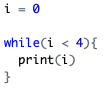 i = 0
while(i < 4){
  print(i)
}